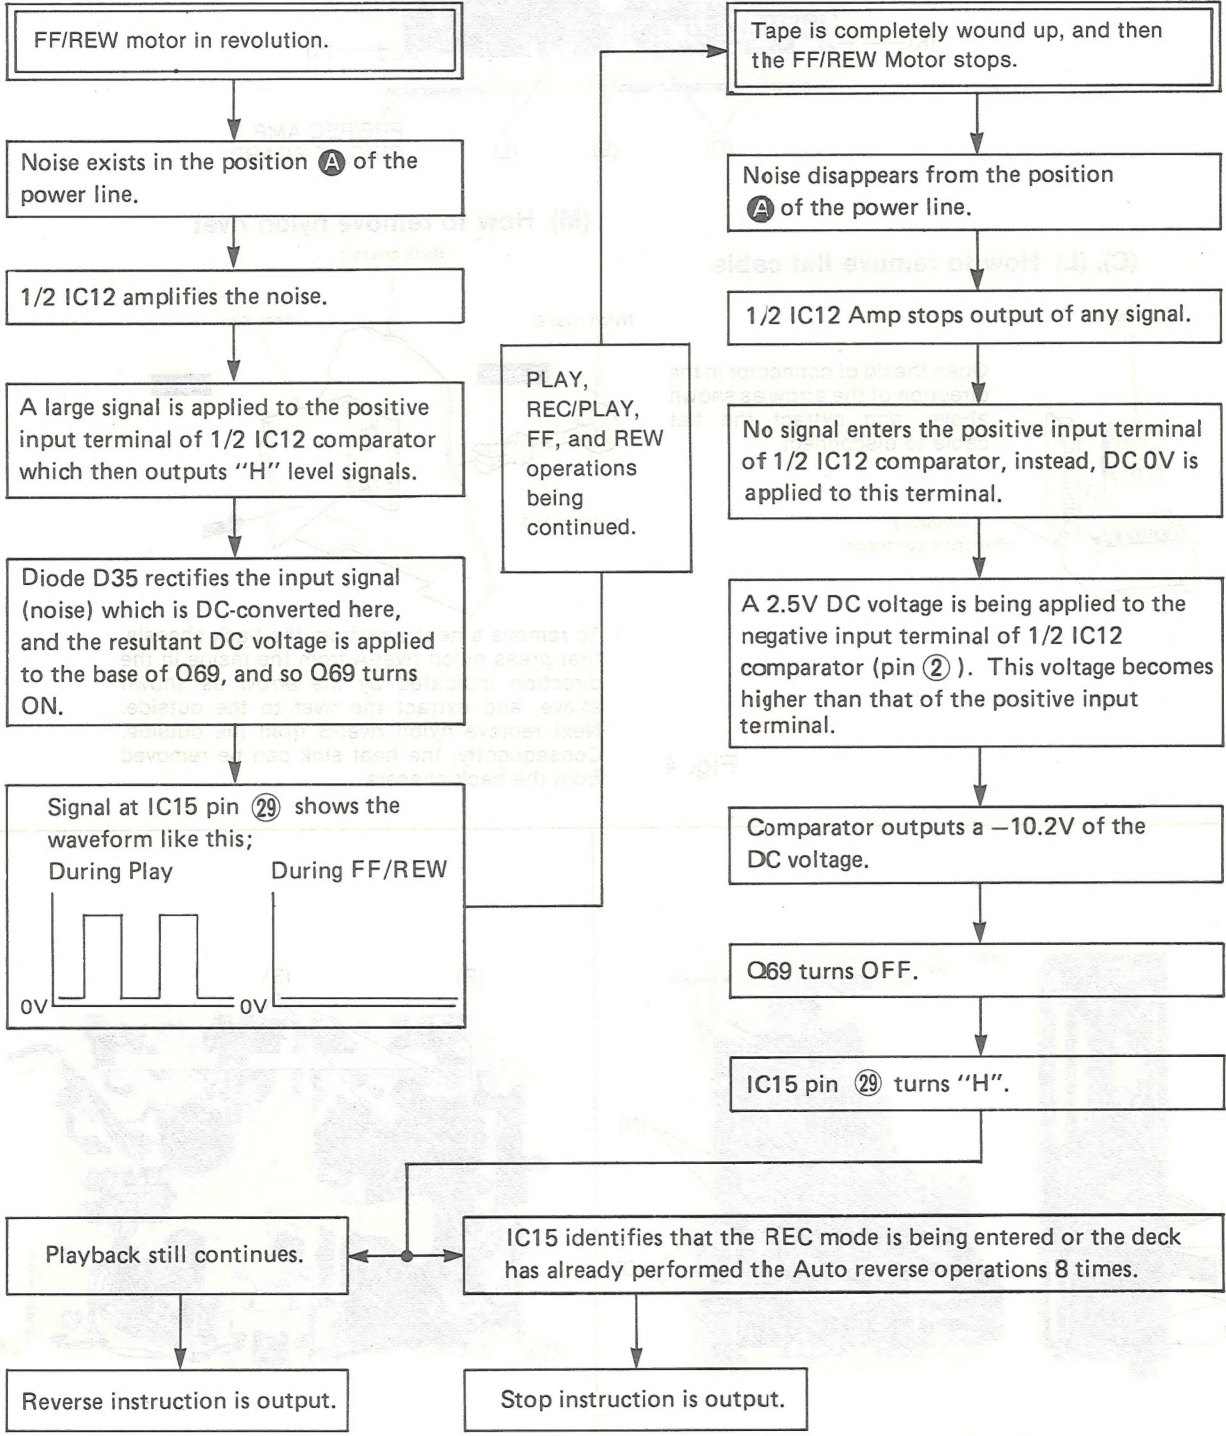 FF/REW motor in revolution.
Noise exists in the position A of the
power line.
1/2 IC12 amplifies the noise.
A large signal is applied to the positive
input terminal of 1/2 IC12 comparator
which then outputs "H" level signals.
Diode D35 rectifies the input signal
(noise) which is DC-converted here,
and the resultant DC voltage is applied
to the base of Q69, and so Q69 turns
ON.
Signal at IC15 pin 29 shows the
waveform like this;
During Play
During FF/REW
0V
0V
PLAY,
REC/PLAY,
FF, and REW
operations
being
continued.
Tape is completely wound up, and then
the FF/REW Motor stops.
Noise disappears from the position
A of the power line.
1/2 IC12 Amp stops output of any signal.
No signal enters the positive input terminal
of 1/2 IC12 comparator, instead, DC 0V is
applied to this terminal.
A 2.5V DC voltage is being applied to the
negative input terminal of 1/2 IC12
comparator (pin ②). This voltage becomes
higher than that of the positive input
terminal.
Comparator outputs a −10.2V of the
DC voltage.
Q69 turns OFF.
IC15 pin ㉙ turns "H".
Playback still continues.
IC15 identifies that the REC mode is being entered or the deck
has already performed the Auto reverse operations 8 times.
Reverse instruction is output.
Stop instruction is output.